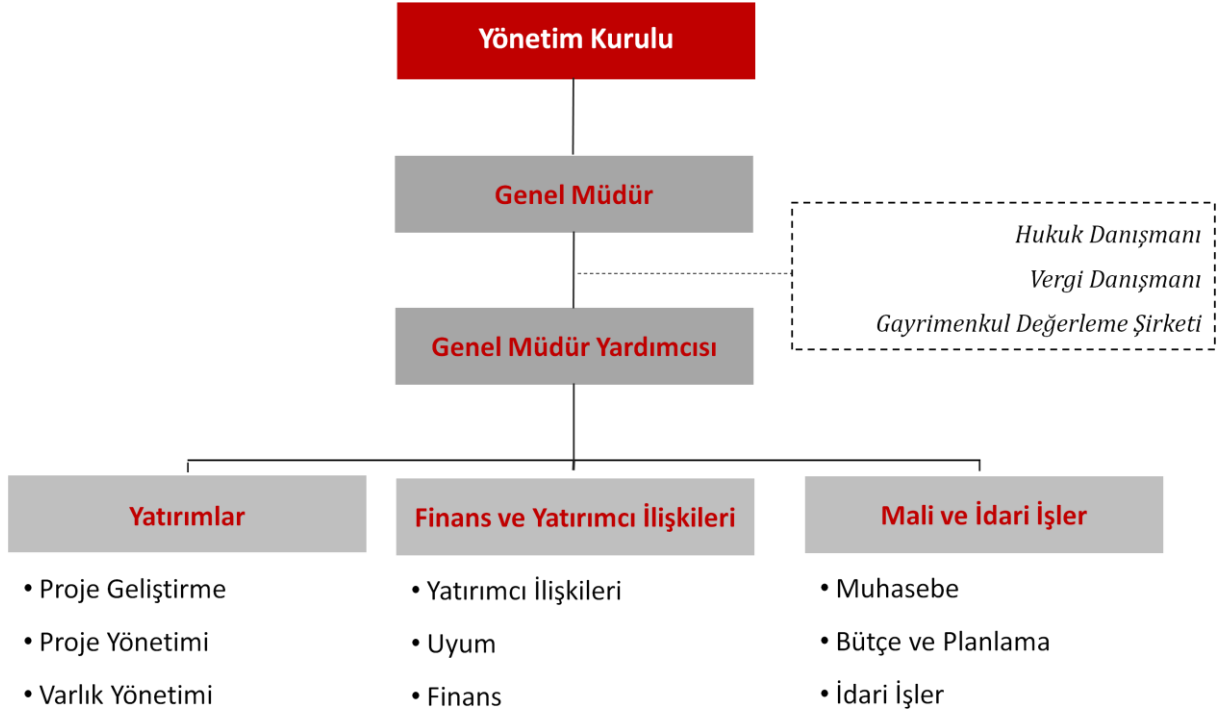 Yönetim Kurulu
Genel Müdür
Hukuk Danışmanı
Vergi Danışmanı
Gayrimenkul Değerleme Şirketi
Genel Müdür Yardımcısı
Yatırımlar
• Proje Geliştirme
• Proje Yönetimi
• Varlık Yönetimi
Finans ve Yatırımcı İlişkileri
• Yatırımcı İlişkileri
• Uyum
• Finans
Mali ve İdari İşler
• Muhasebe
• Bütçe ve Planlama
• İdari İşler